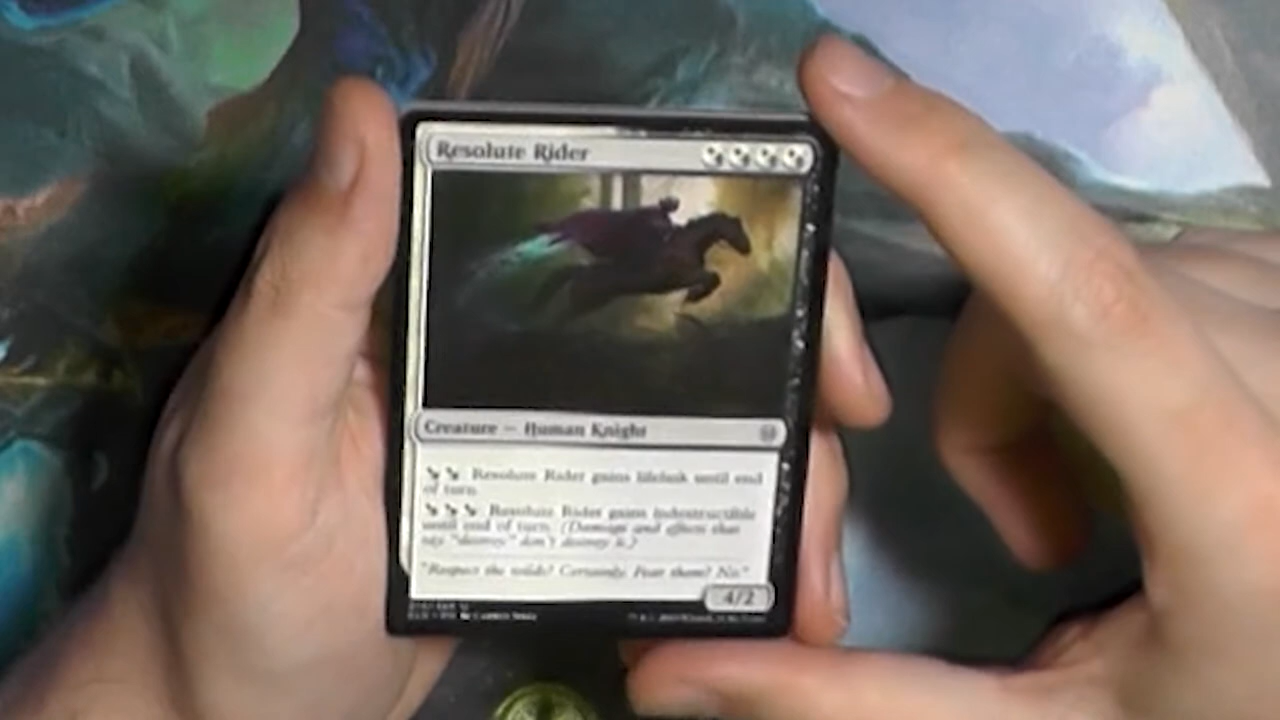 Resolute Rider
Creature — Human Knight
Resolute Rider gains lifelink until end
of turn.
Resolute Rider gains indestructible
until end of turn. (Damage and effects that
say "destroy" don't destroy it.)
"Respect the wilds? Certainly. Fear them? No."
4/2